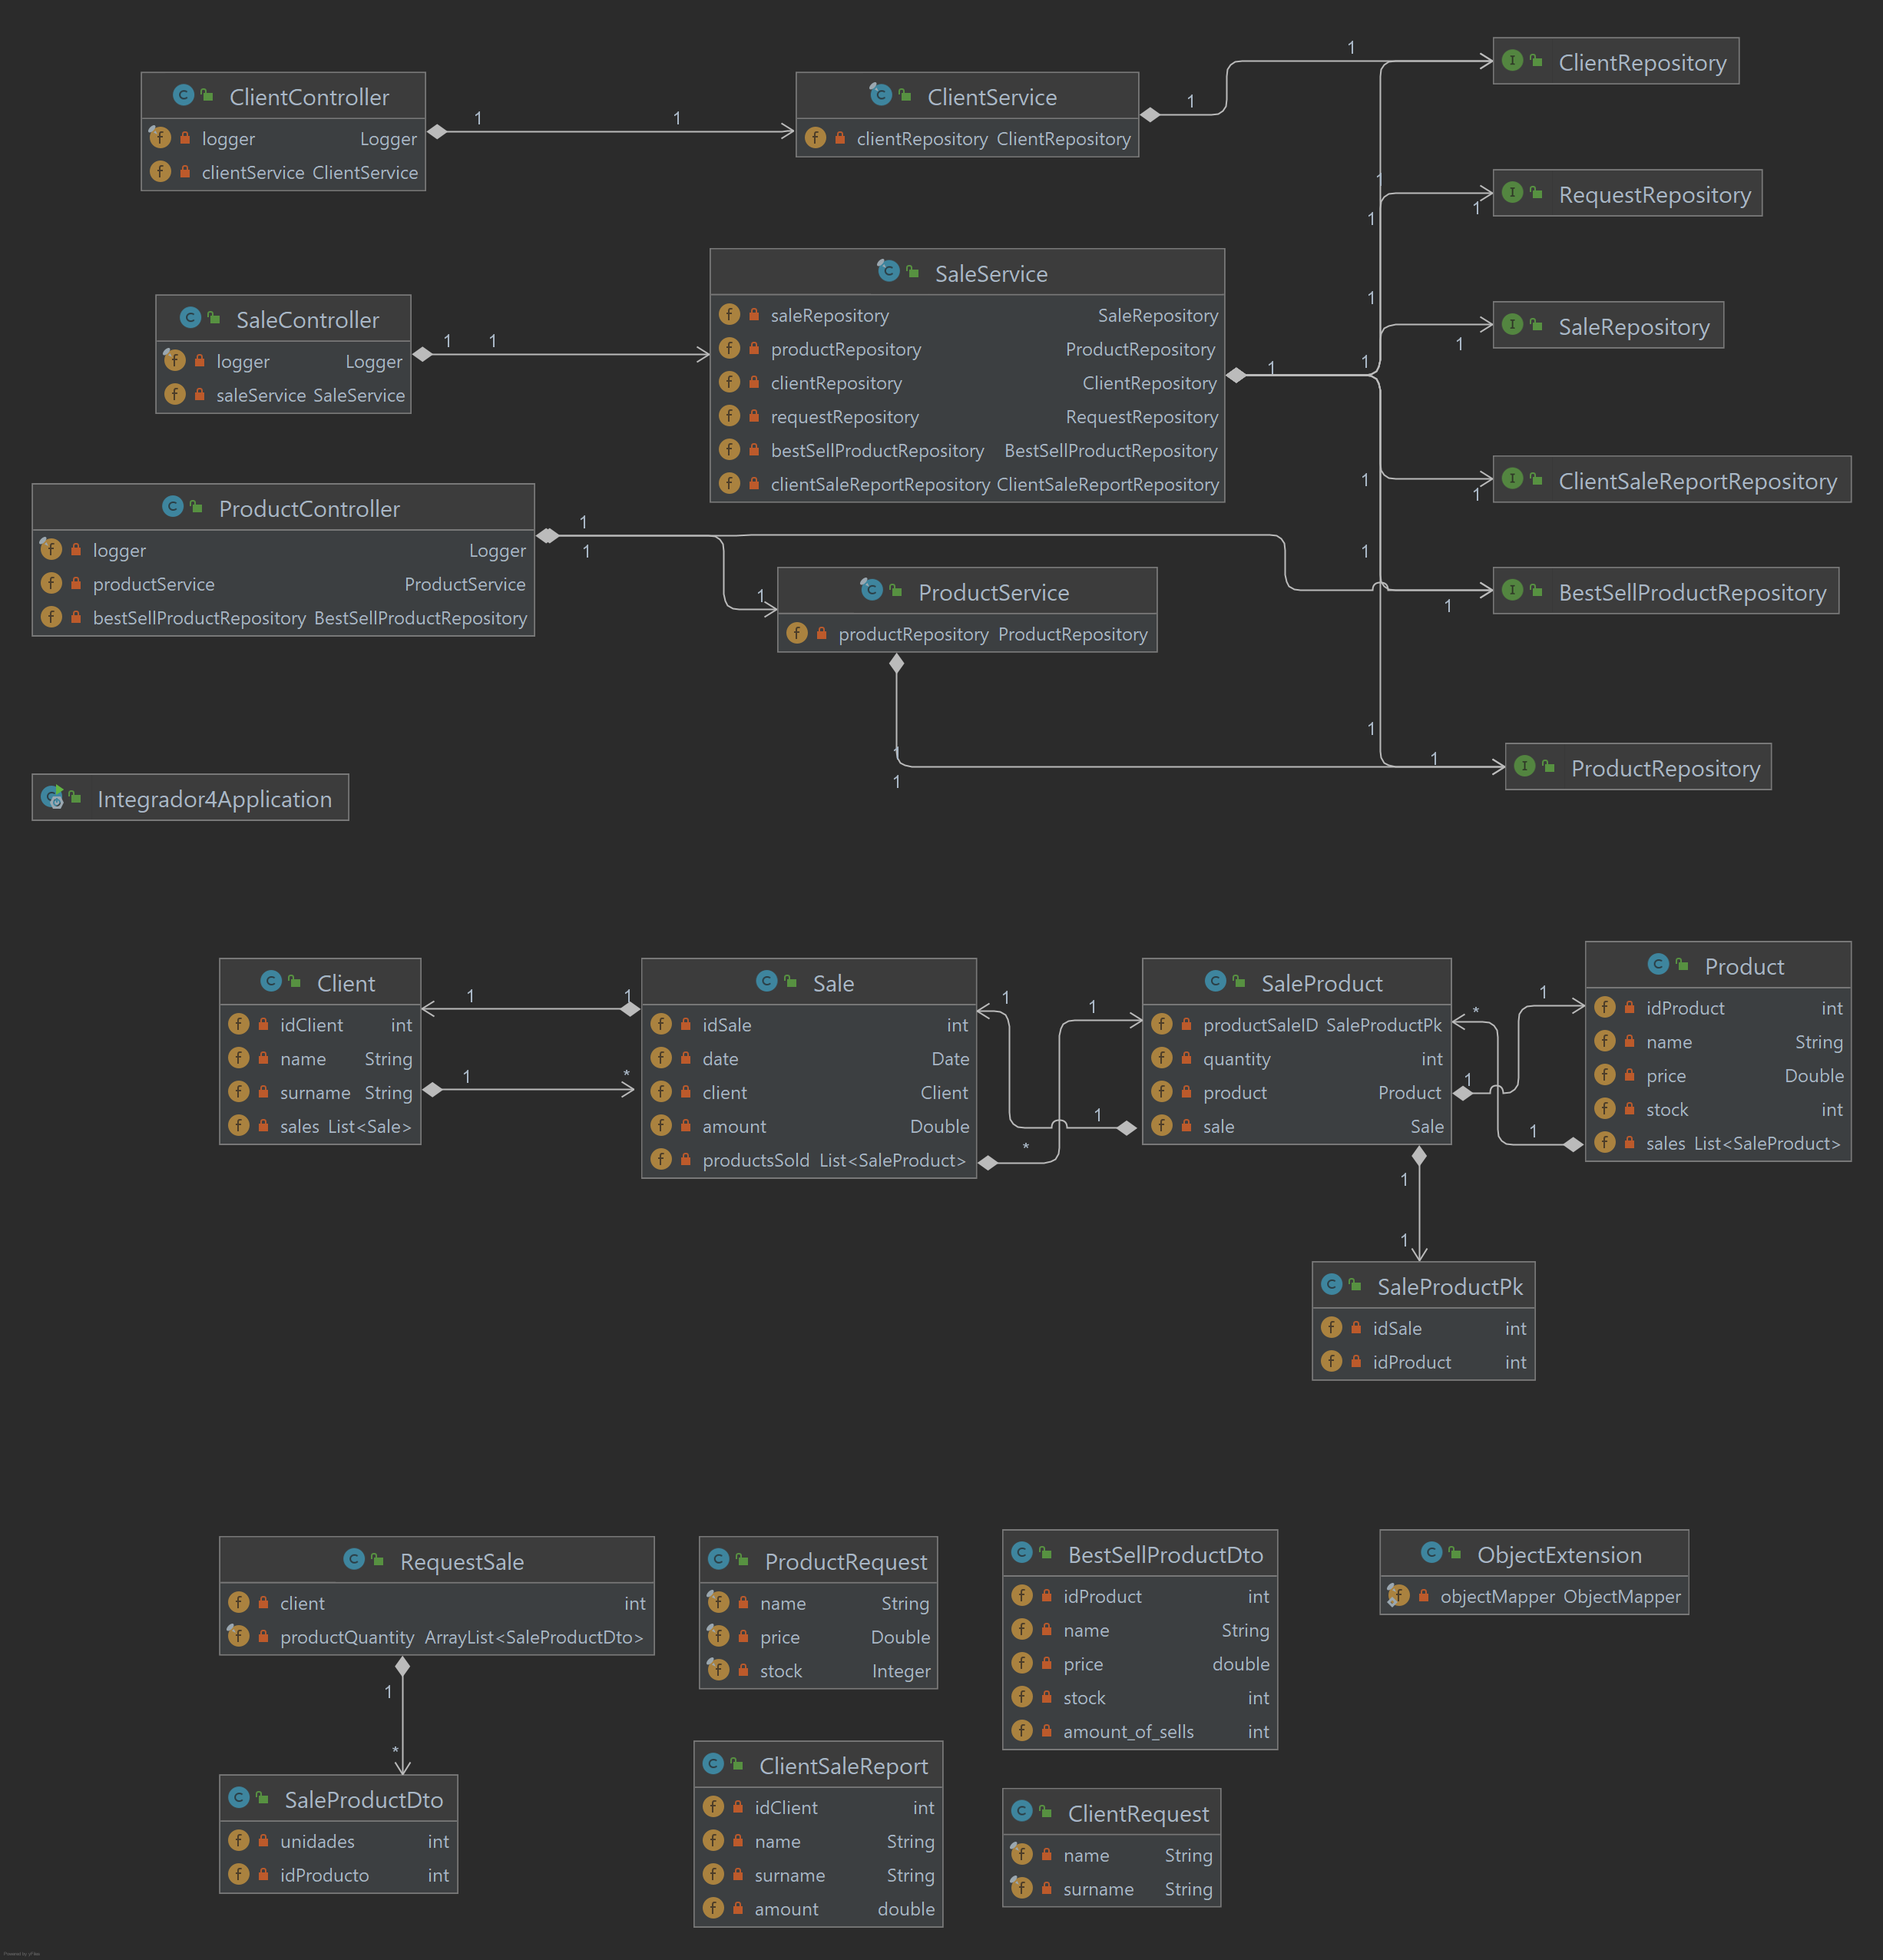 ClientController
logger Logger
clientService ClientService
1 1
ClientService
clientRepository ClientRepository
1 1
ClientRepository
RequestRepository
1
1
1
SaleController
logger Logger
saleService SaleService
1 1
SaleService
saleRepository SaleRepository
productRepository ProductRepository
clientRepository ClientRepository
requestRepository RequestRepository
bestSellProductRepository BestSellProductRepository
clientSaleReportRepository ClientSaleReportRepository
1
1
1
1
SaleRepository
1
1
ClientSaleReportRepository
ProductController
logger Logger
productService ProductService
bestSellProductRepository BestSellProductRepository
1
1
1
1
1
BestSellProductRepository
ProductService
productRepository ProductRepository
1
1
1
1
ProductRepository
Integrador4Application
Client
idClient int
name String
surname String
sales List<Sale>
1 1
1 *
Sale
idSale int
date Date
client Client
amount Double
productsSold List<SaleProduct>
1 1
1
*
SaleProduct
productSaleID SaleProductPk
quantity int
product Product
sale Sale
* 1
1
1
Product
idProduct int
name String
price Double
stock int
sales List<SaleProduct>
1
1
SaleProductPk
idSale int
idProduct int
RequestSale
client int
productQuantity ArrayList<SaleProductDto>
1
*
SaleProductDto
unidades int
idProducto int
ProductRequest
name String
price Double
stock Integer
ClientSaleReport
idClient int
name String
surname String
amount double
BestSellProductDto
idProduct int
name String
price double
stock int
amount_of_sells int
ClientRequest
name String
surname String
ObjectExtension
objectMapper ObjectMapper
Powered by yFiles